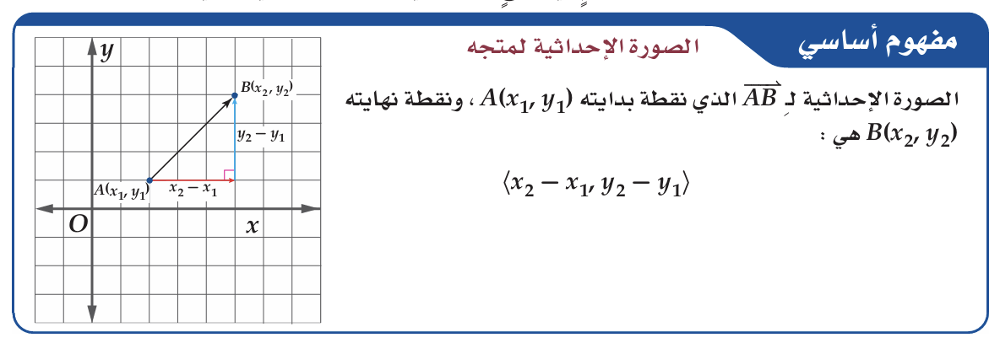 مفهوم أساسي
الصورة الإحداثية لمتجه
الصورة الإحداثية لـِ AB⃗ الذي نقطة بدايته A(x₁, y₁) ، ونقطة نهايته
B(x₂, y₂) هي :
⟨x₂ − x₁, y₂ − y₁⟩
y
B(x₂, y₂)
y₂ − y₁
A(x₁, y₁)
x₂ − x₁
O
x